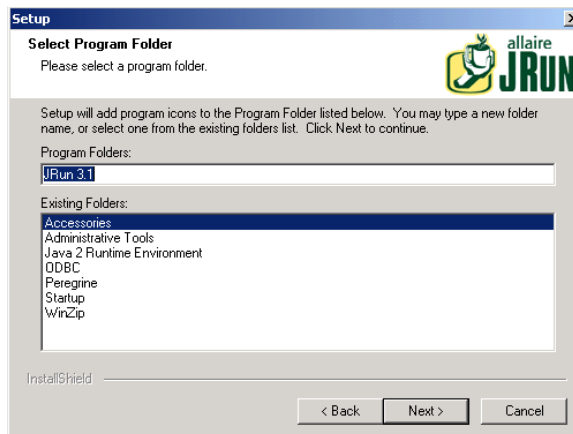 Setup
Select Program Folder
Please select a program folder.
allaire
JRUN
Setup will add program icons to the Program Folder listed below. You may type a new folder
name, or select one from the existing folders list. Click Next to continue.
Program Folders:
JRun 3.1
Existing Folders:
Accessories
Administrative Tools
Java 2 Runtime Environment
ODBC
Peregrine
Startup
WinZip
InstallShield
< Back
Next >
Cancel